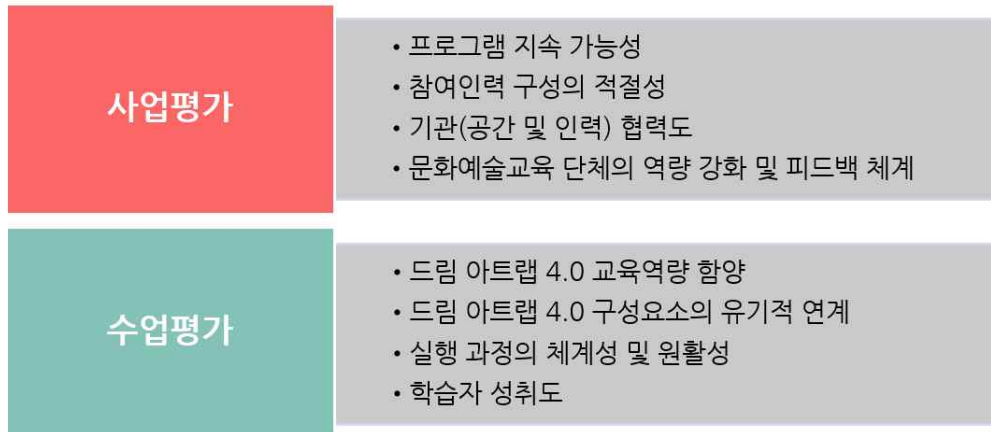 사업평가
• 프로그램 지속 가능성
• 참여인력 구성의 적절성
• 기관(공간 및 인력) 협력도
• 문화예술교육 단체의 역량 강화 및 피드백 체계
수업평가
• 드림 아트랩 4.0 교육역량 함양
• 드림 아트랩 4.0 구성요소의 유기적 연계
• 실행 과정의 체계성 및 원활성
• 학습자 성취도